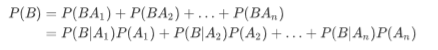 P(B) = P(BA₁) + P(BA₂) + … + P(BAₙ)
= P(B|A₁)P(A₁) + P(B|A₂)P(A₂) + … + P(B|Aₙ)P(Aₙ)